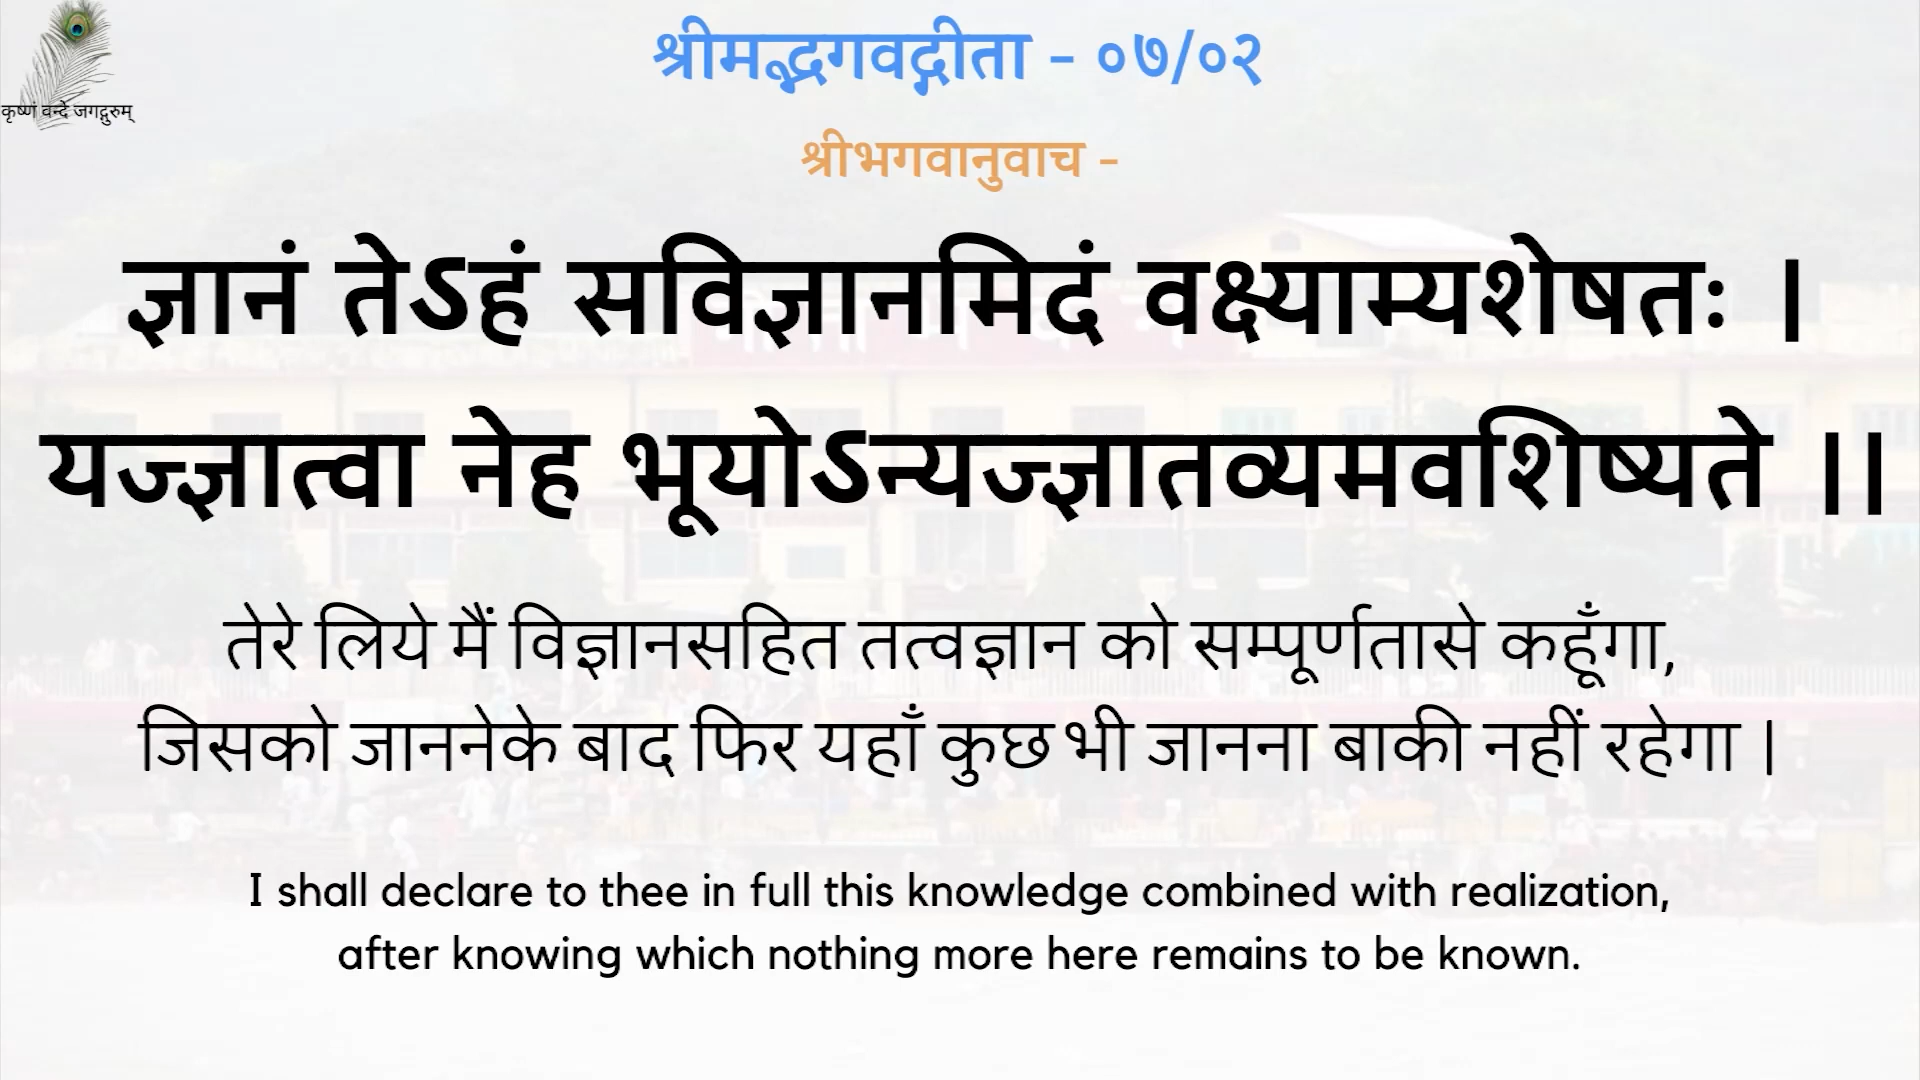 श्रीमद्भगवद्गीता - ०७/०२
कृष्णं वन्दे जगद्गुरुम्
श्रीभगवानुवाच -
ज्ञानं तेऽहं सविज्ञानमिदं वक्ष्याम्यशेषतः |
यज्ज्ञात्वा नेह भूयोऽन्यज्ज्ञातव्यमवशिष्यते ||
तेरे लिये मैं विज्ञानसहित तत्वज्ञान को सम्पूर्णतासे कहूँगा,
जिसको जाननेके बाद फिर यहाँ कुछ भी जानना बाकी नहीं रहेगा |
I shall declare to thee in full this knowledge combined with realization,
after knowing which nothing more here remains to be known.